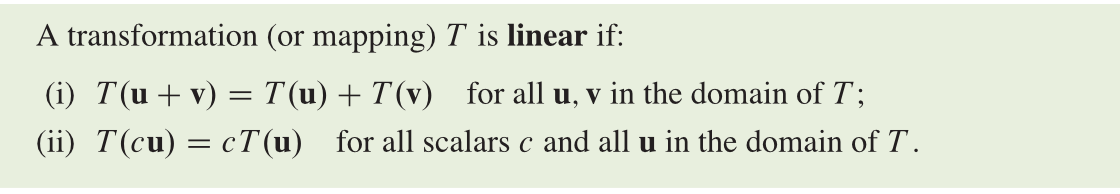 A transformation (or mapping) T is linear if:
(i) T(u + v) = T(u) + T(v) for all u, v in the domain of T;
(ii) T(cu) = cT(u) for all scalars c and all u in the domain of T.